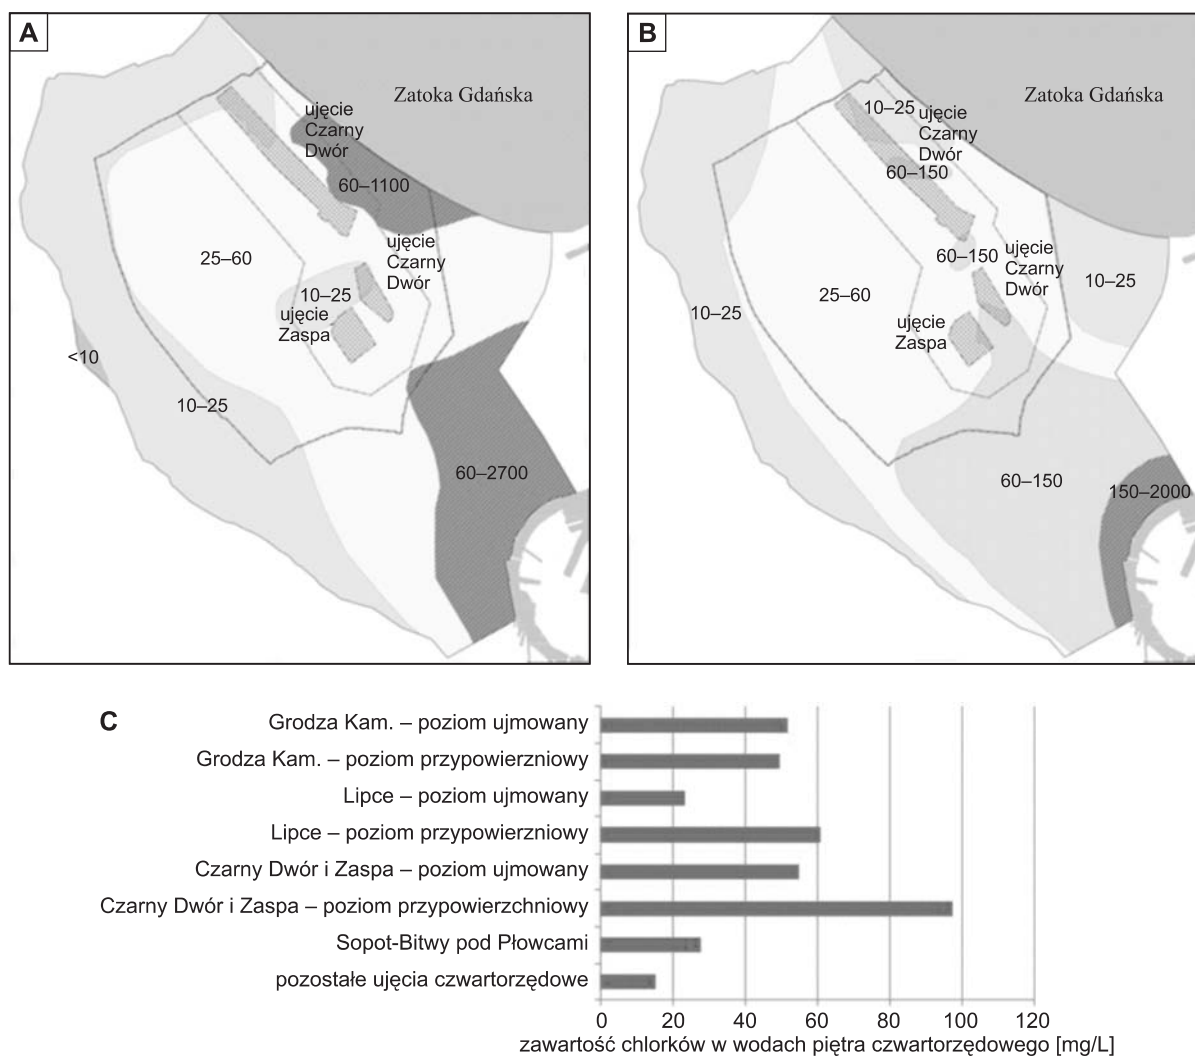 A
Zatoka Gdańska
ujęcie
Czarny
Dwór
60–1100
ujęcie
Czarny
Dwór
25–60
10–25
ujęcie
Zaspa
<10
10–25
60–2700
B
Zatoka Gdańska
10–25
ujęcie
Czarny
Dwór
60–150
60–150
ujęcie
Czarny
Dwór
10–25
25–60
10–25
ujęcie
Zaspa
60–150
150–2000
C
Grodza Kam. – poziom ujmowany
Grodza Kam. – poziom przypowierzniowy
Lipce – poziom ujmowany
Lipce – poziom przypowierzniowy
Czarny Dwór i Zaspa – poziom ujmowany
Czarny Dwór i Zaspa – poziom przypowierzchniowy
Sopot-Bitwy pod Płowcami
pozostałe ujęcia czwartorzędowe
0 20 40 60 80 100 120
zawartość chlorków w wodach piętra czwartorzędowego [mg/L]